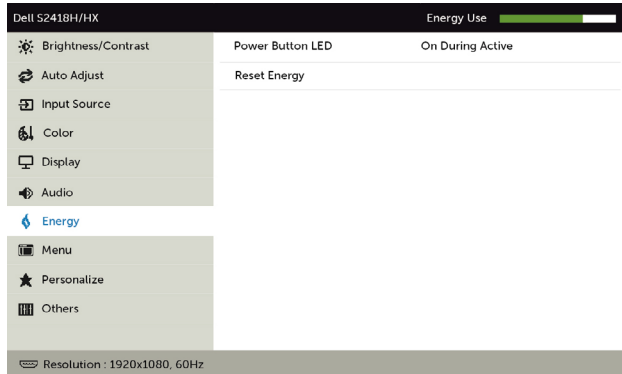 Dell S2418H/HX Energy Use
Brightness/Contrast Power Button LED On During Active
Auto Adjust Reset Energy
Input Source
Color
Display
Audio
Energy
Menu
Personalize
Others
Resolution : 1920x1080, 60Hz